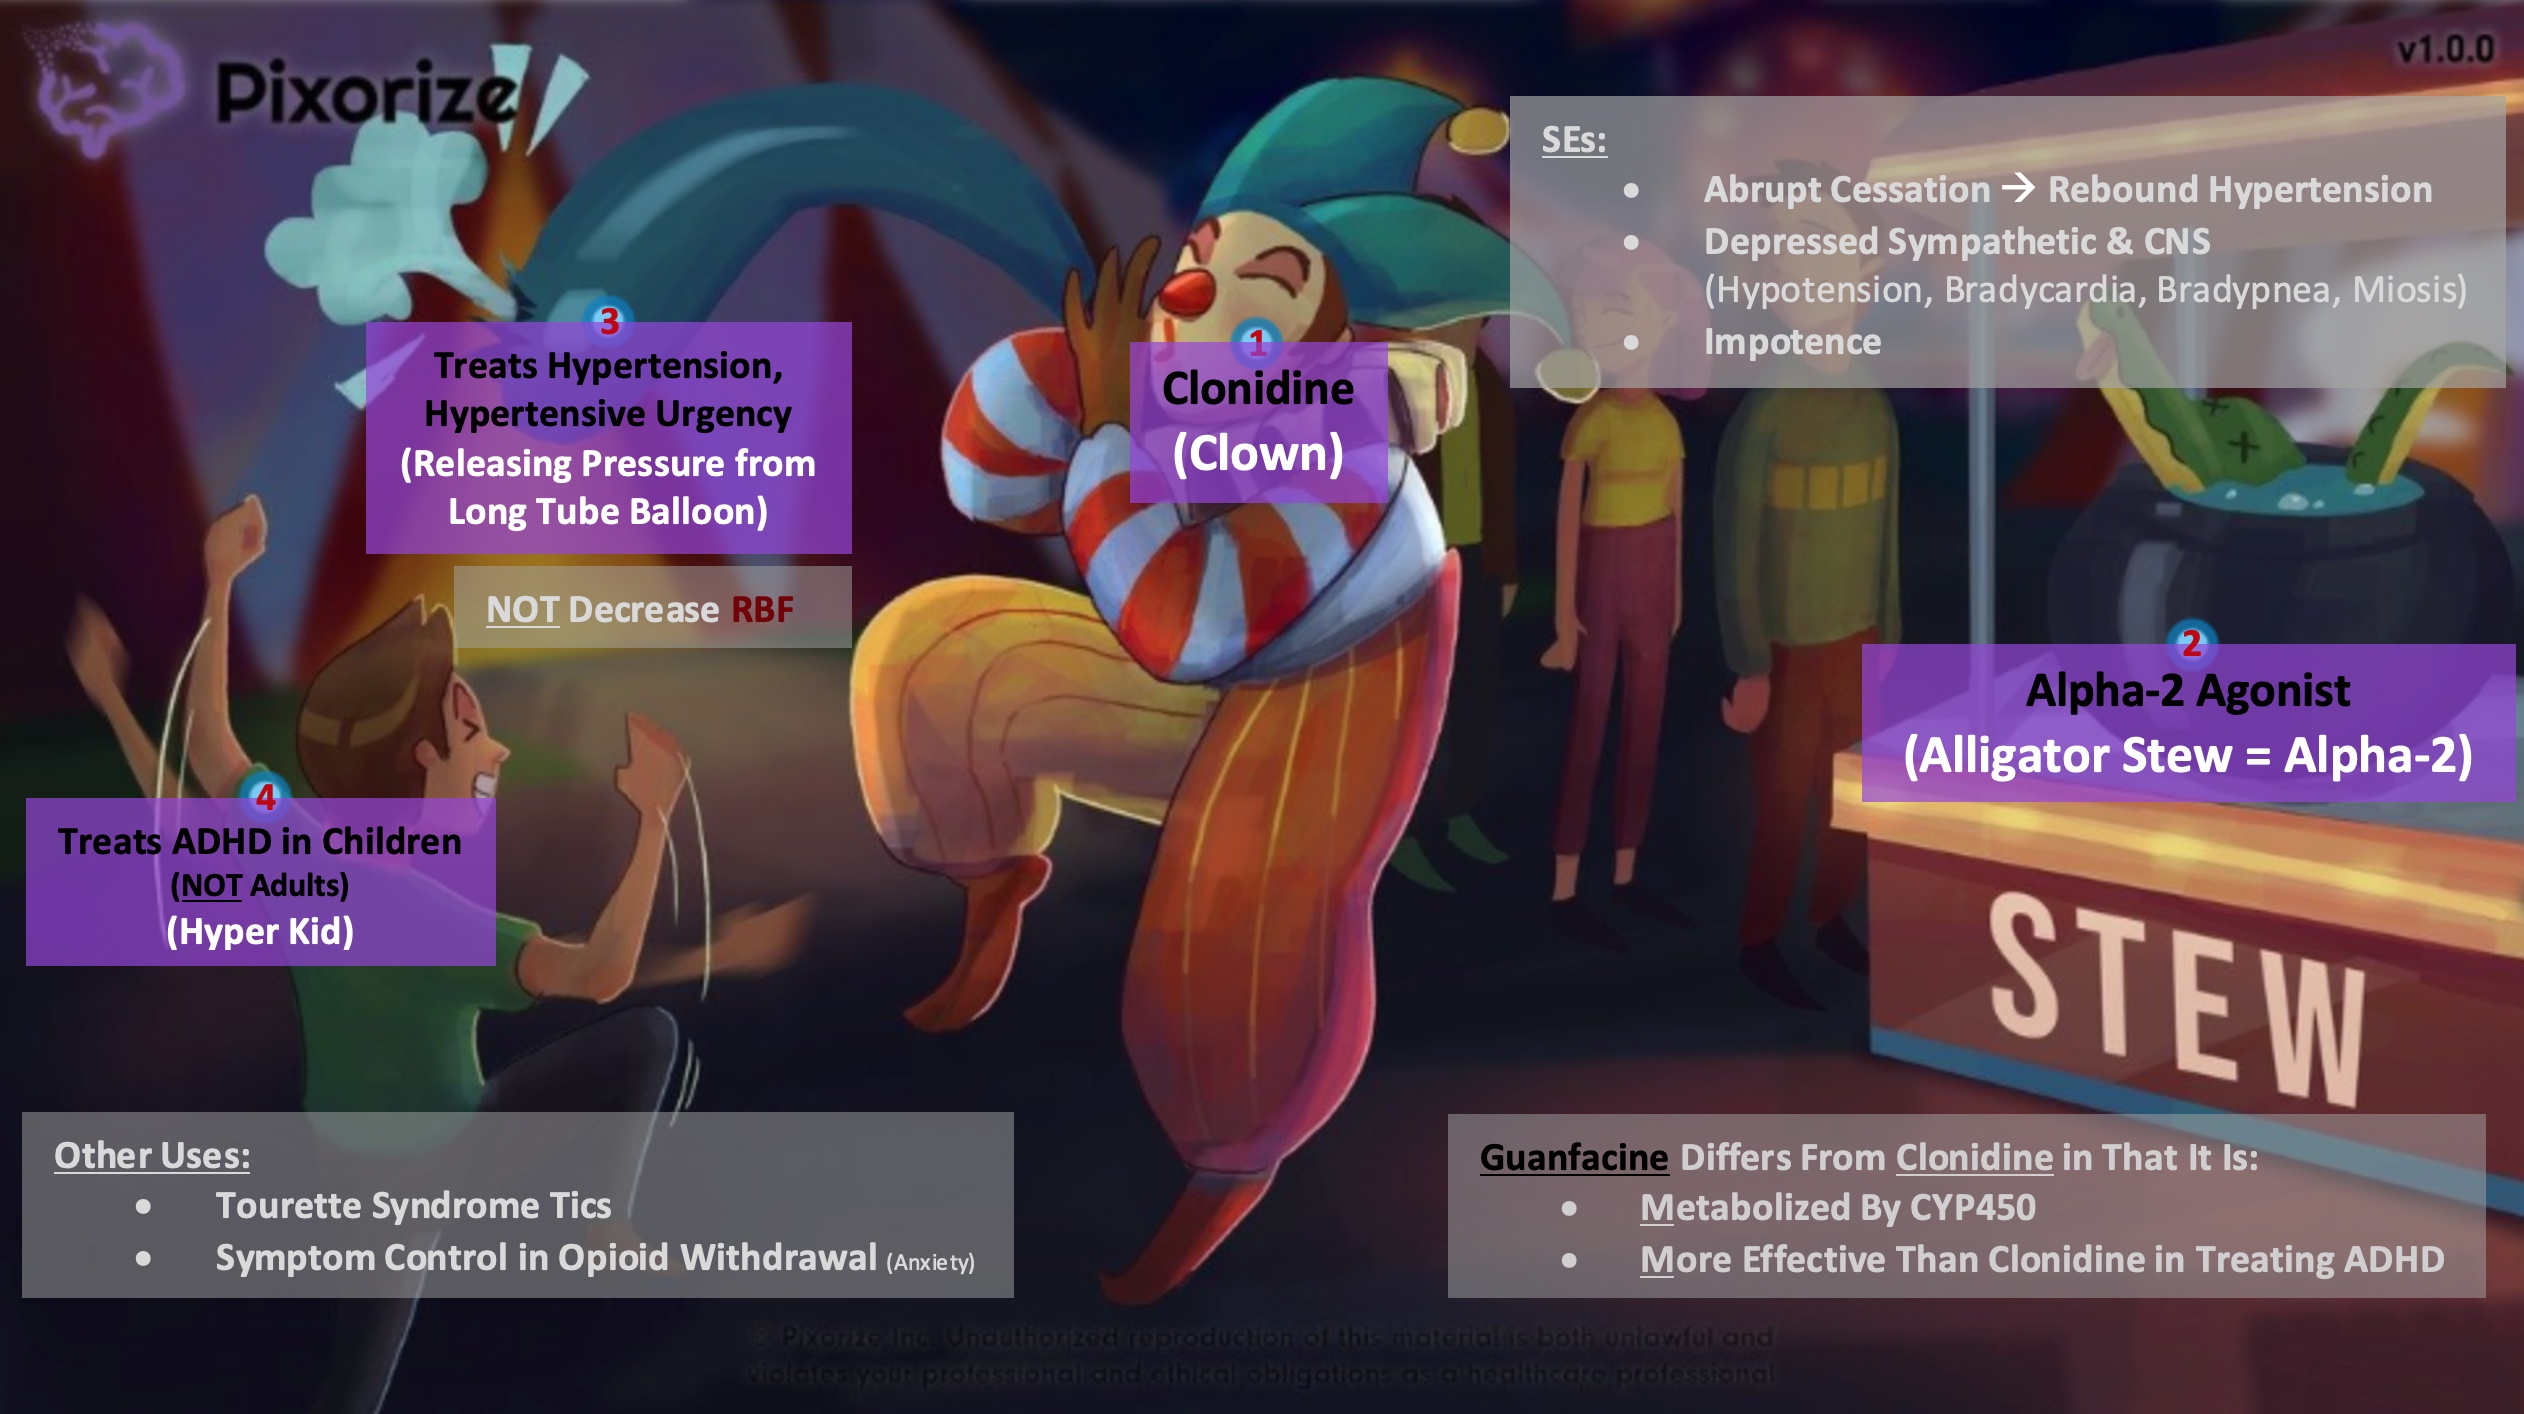 Pixorize
v1.0.0
SEs:
• Abrupt Cessation → Rebound Hypertension
• Depressed Sympathetic & CNS
(Hypotension, Bradycardia, Bradypnea, Miosis)
• Impotence
3
Treats Hypertension,
Hypertensive Urgency
(Releasing Pressure from
Long Tube Balloon)
1
Clonidine
(Clown)
NOT Decrease RBF
2
Alpha-2 Agonist
(Alligator Stew = Alpha-2)
4
Treats ADHD in Children
(NOT Adults)
(Hyper Kid)
STEW
Other Uses:
• Tourette Syndrome Tics
• Symptom Control in Opioid Withdrawal (Anxiety)
Guanfacine Differs From Clonidine in That It Is:
• Metabolized By CYP450
• More Effective Than Clonidine in Treating ADHD
© Pixorize Inc. Unauthorized reproduction of this material is both unlawful and
violates your professional and ethical obligations as a healthcare professional